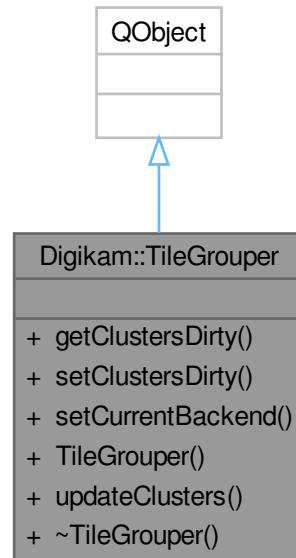 QObject
Digikam::TileGrouper
+ getClustersDirty()
+ setClustersDirty()
+ setCurrentBackend()
+ TileGrouper()
+ updateClusters()
+ ~TileGrouper()